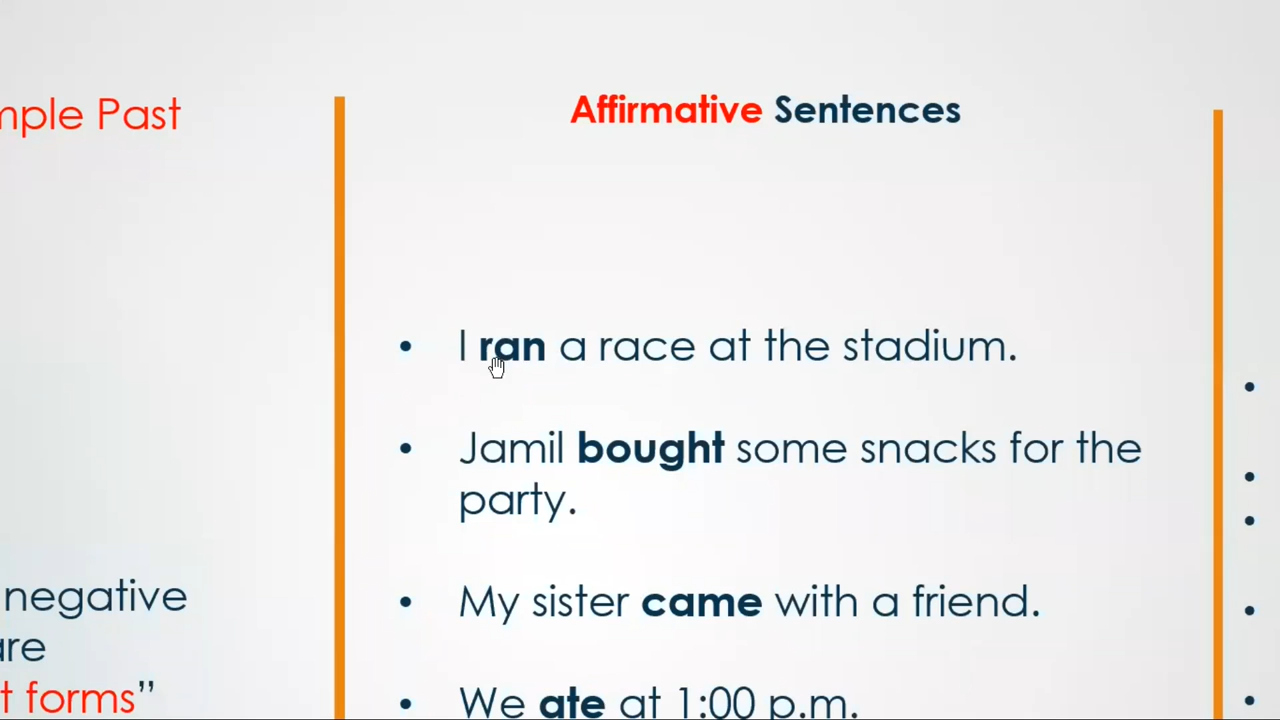 mple Past
negative
are
t forms”
Affirmative Sentences
• I ran a race at the stadium.
• Jamil bought some snacks for the
party.
• My sister came with a friend.
• We ate at 1:00 p.m.